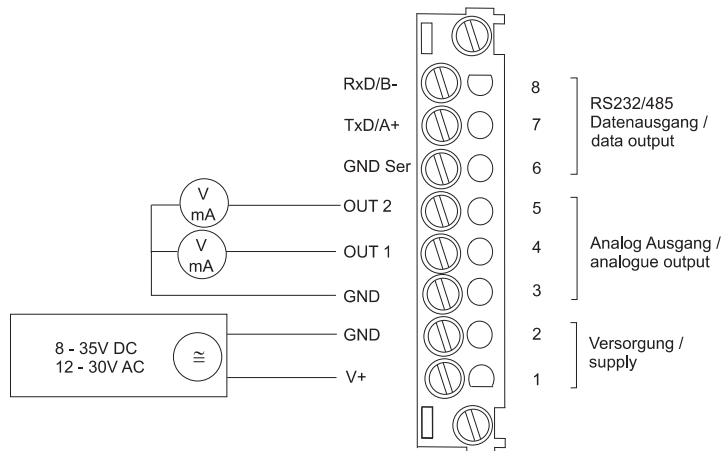 RxD/B-
8
TxD/A+
7
GND Ser
6
RS232/485
Datenausgang /
data output
V
mA
OUT 2
5
V
mA
OUT 1
4
GND
3
Analog Ausgang /
analogue output
8 - 35V DC
12 - 30V AC
≅
GND
2
V+
1
Versorgung /
supply